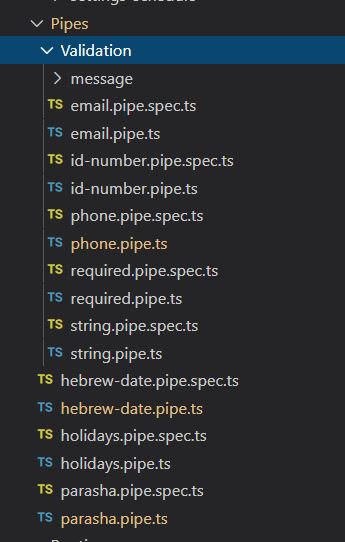 Pipes
Validation
message
TS email.pipe.spec.ts
TS email.pipe.ts
TS id-number.pipe.spec.ts
TS id-number.pipe.ts
TS phone.pipe.spec.ts
TS phone.pipe.ts
TS required.pipe.spec.ts
TS required.pipe.ts
TS string.pipe.spec.ts
TS string.pipe.ts
TS hebrew-date.pipe.spec.ts
TS hebrew-date.pipe.ts
TS holidays.pipe.spec.ts
TS holidays.pipe.ts
TS parasha.pipe.spec.ts
TS parasha.pipe.ts